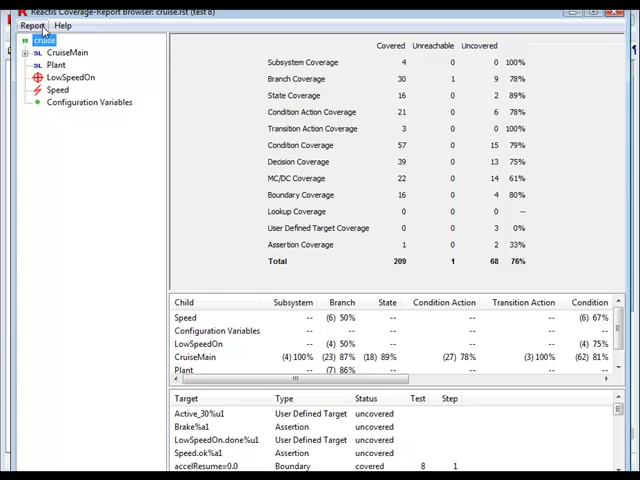 Reactis Coverage-Report Browser: cruise.rst (test 8)
Report Help
cruise
CruiseMain
Plant
LowSpeedOn
Speed
Configuration Variables
Covered Unreachable Uncovered
Subsystem Coverage 4 0 0 100%
Branch Coverage 30 1 9 78%
State Coverage 16 0 2 89%
Condition Action Coverage 21 0 6 78%
Transition Action Coverage 3 0 0 100%
Condition Coverage 57 0 15 79%
Decision Coverage 39 0 13 75%
MC/DC Coverage 22 0 14 61%
Boundary Coverage 16 0 4 80%
Lookup Coverage 0 0 0 --
User Defined Target Coverage 0 0 3 0%
Assertion Coverage 1 0 2 33%
Total 209 1 68 76%
Child Subsystem Branch State Condition Action Transition Action Condition
Speed -- (6) 50% -- -- -- (6) 67%
Configuration Variables -- -- -- -- -- --
LowSpeedOn -- (4) 50% -- -- -- (4) 75%
CruiseMain (4) 100% (23) 87% (18) 89% (27) 78% (3) 100% (62) 81%
Plant -- (7) 86% -- -- -- --
Target Type Status Test Step
Active_30%u1 User Defined Target uncovered
Brake%a1 Assertion uncovered
LowSpeedOn.done%u1 User Defined Target uncovered
Speed.ok%a1 Assertion uncovered
accelResume=0.0 Boundary covered 8 1